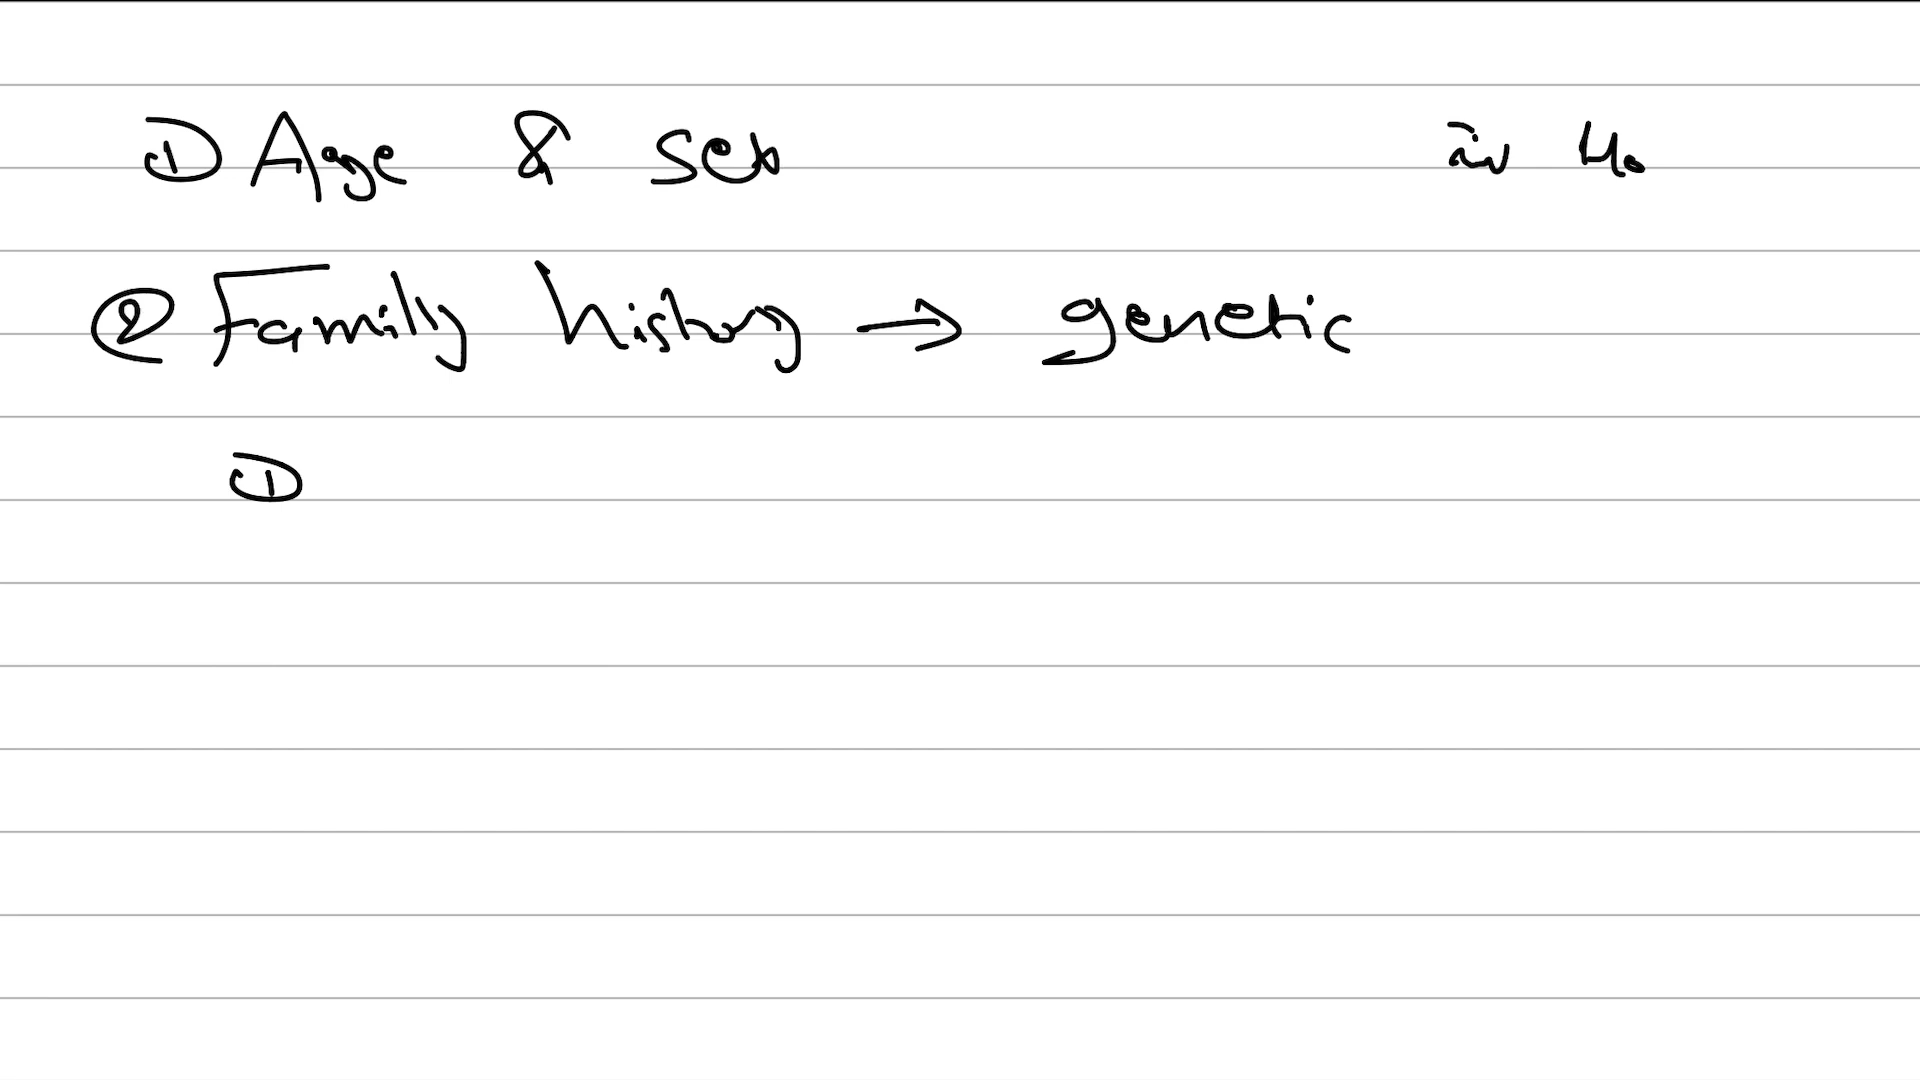 ① Age & sex
② Family history → genetic
①